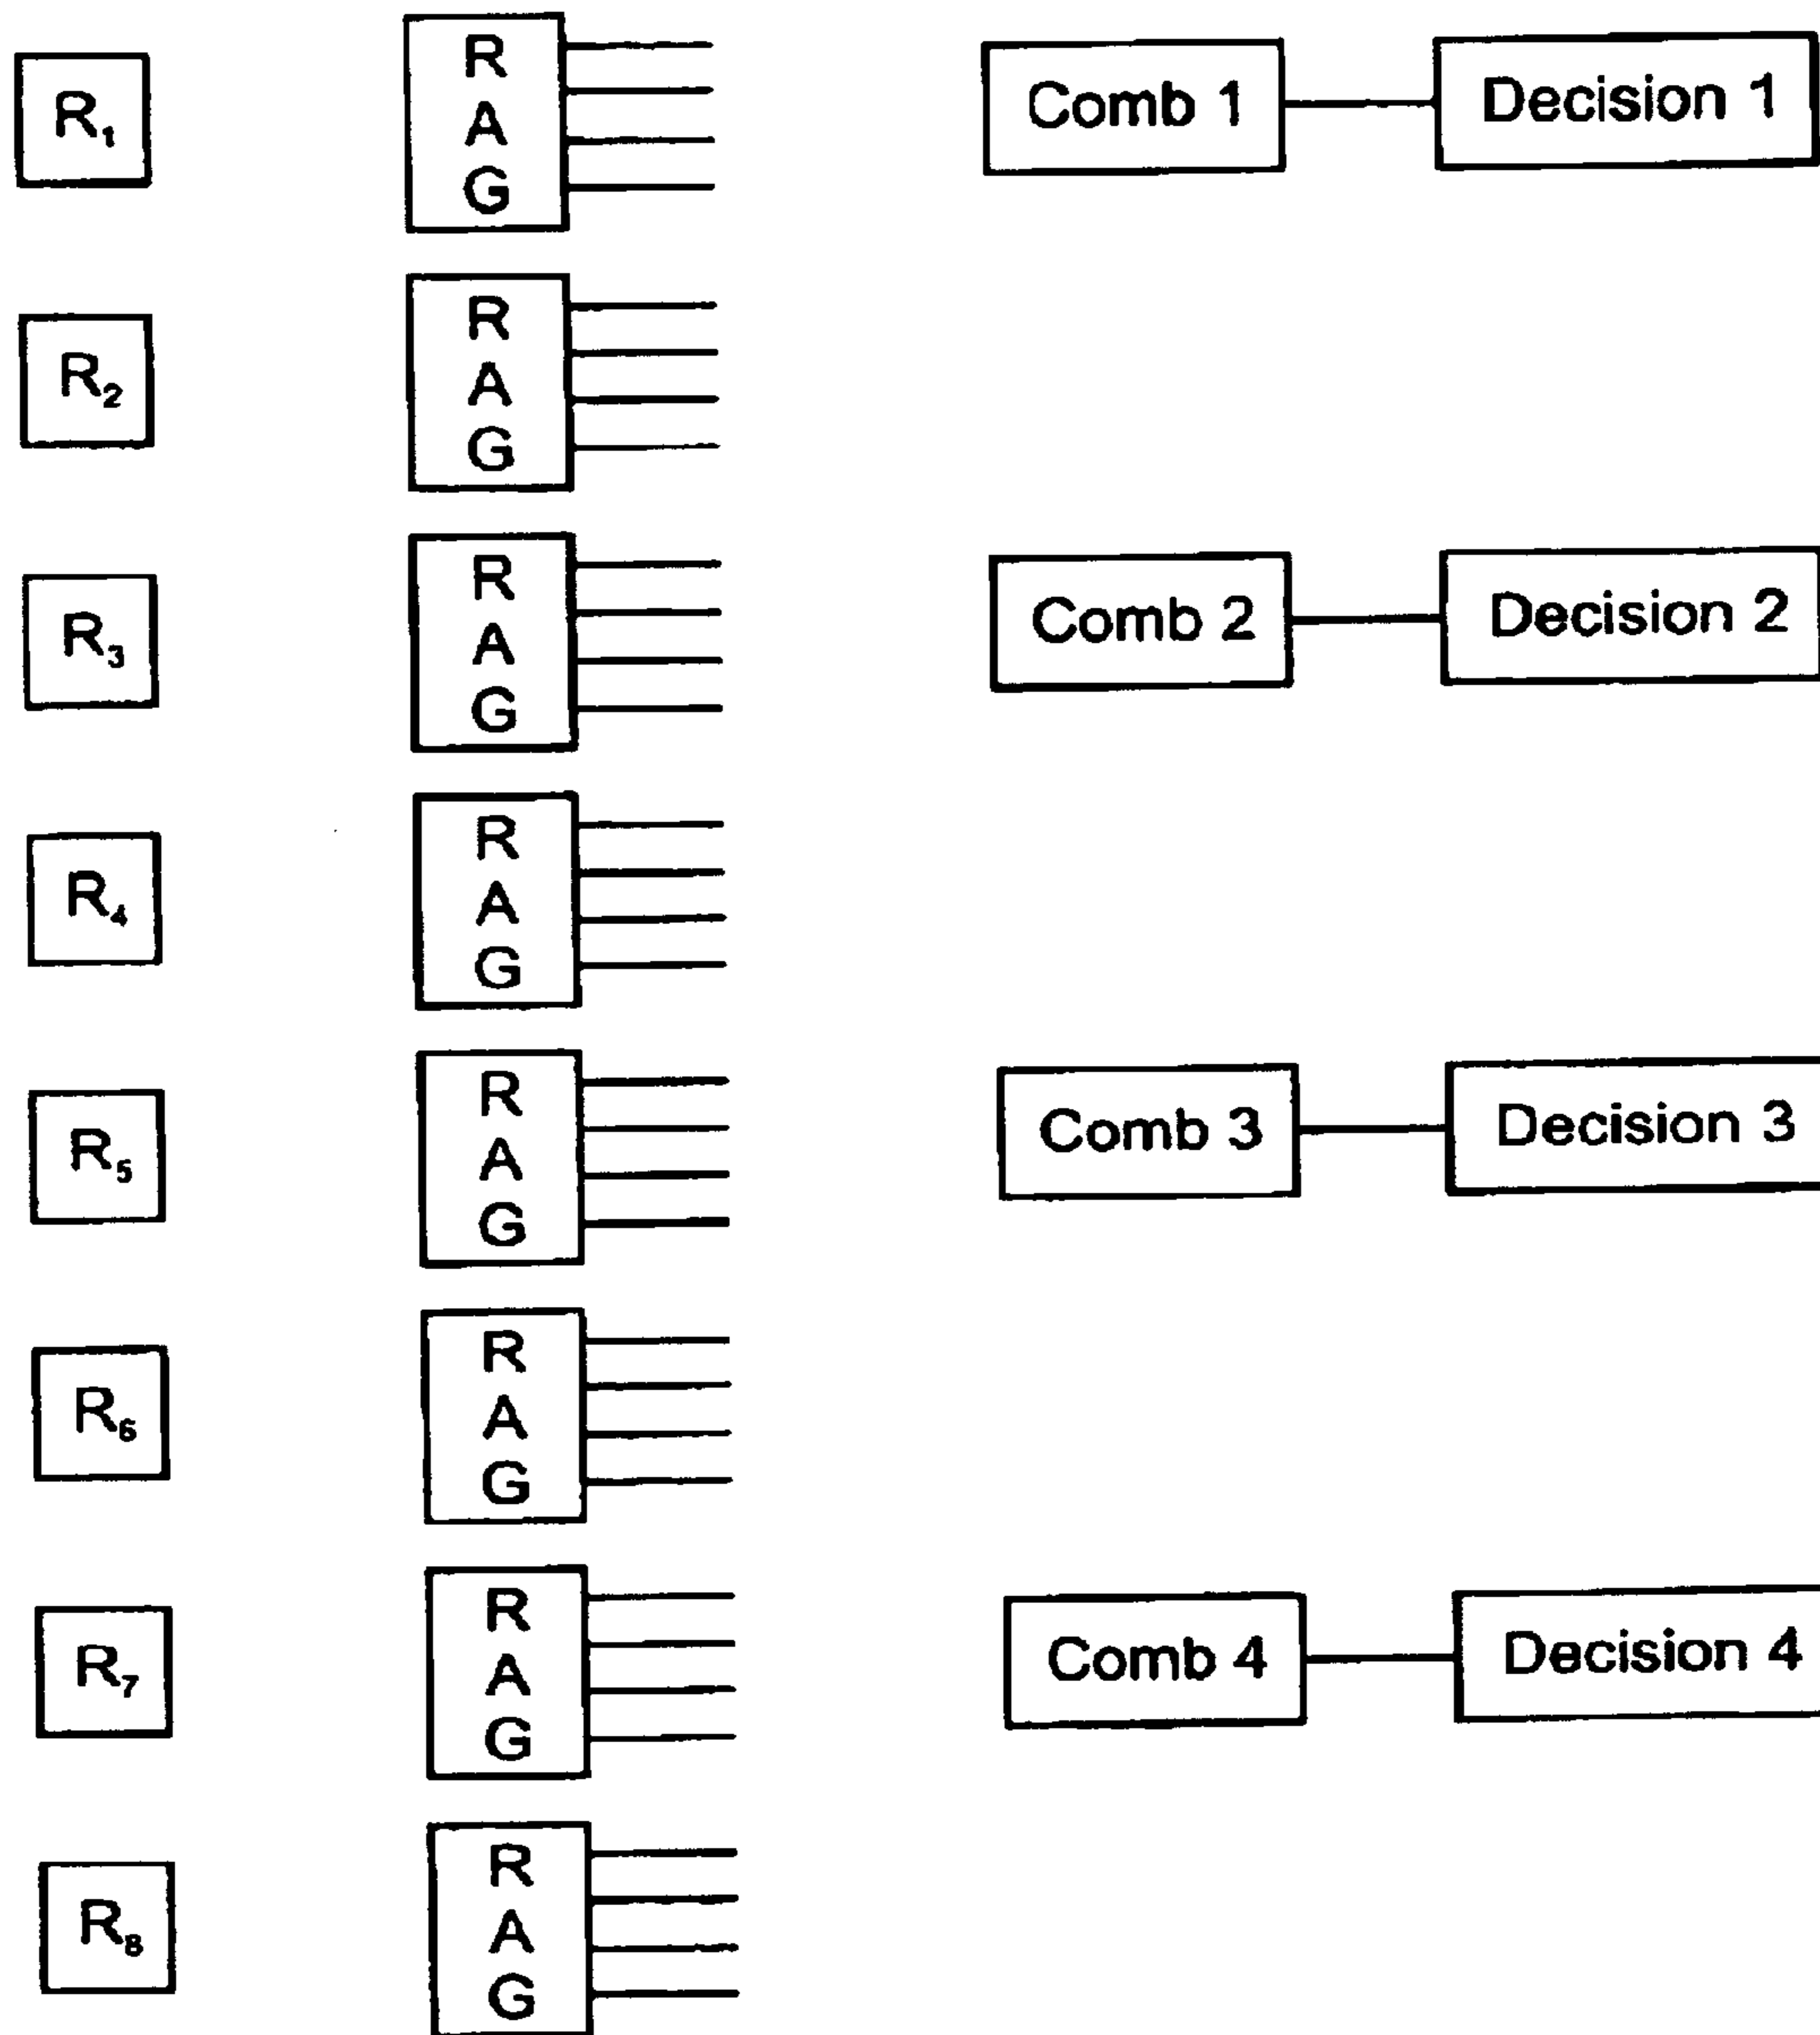 R₁
R
A
G
Comb 1
Decision 1
R₂
R
A
G
R₃
R
A
G
Comb 2
Decision 2
R₄
R
A
G
R₅
R
A
G
Comb 3
Decision 3
R₆
R
A
G
R₇
R
A
G
Comb 4
Decision 4
R₈
R
A
G